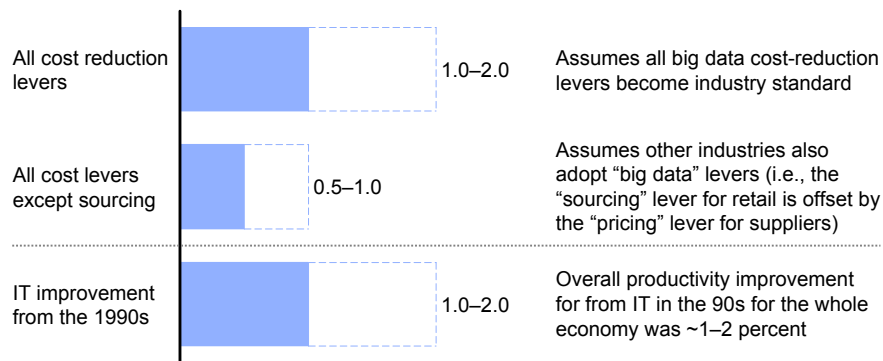 All cost reduction
levers
1.0–2.0
Assumes all big data cost-reduction
levers become industry standard
All cost levers
except sourcing
0.5–1.0
Assumes other industries also
adopt “big data” levers (i.e., the
“sourcing” lever for retail is offset by
the “pricing” lever for suppliers)
IT improvement
from the 1990s
1.0–2.0
Overall productivity improvement
for from IT in the 90s for the whole
economy was ~1–2 percent